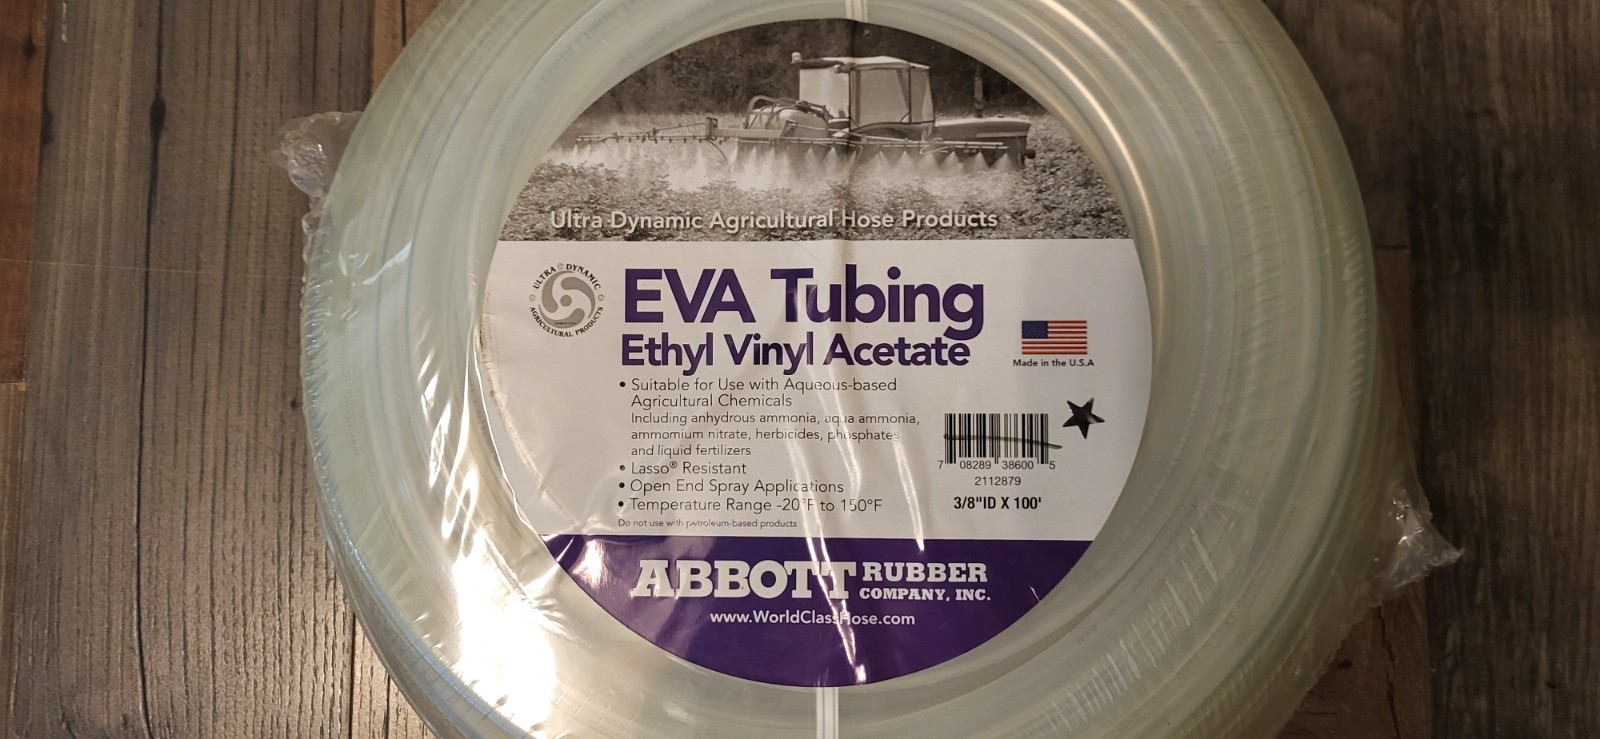 Ultra Dynamic Agricultural Hose Products
ULTRA DYNAMIC
AGRICULTURAL PRODUCTS
EVA Tubing
Ethyl Vinyl Acetate
Made in the U.S.A
• Suitable for Use with Aqueous-based
Agricultural Chemicals
Including anhydrous ammonia, aqua ammonia,
ammomium nitrate, herbicides, phosphates
and liquid fertilizers
• Lasso® Resistant
• Open End Spray Applications
• Temperature Range -20°F to 150°F
Do not use with petroleum-based products
7 08289 38600 5
2112879
3/8"ID X 100'
ABBOTT RUBBER
COMPANY, INC.
www.WorldClassHose.com